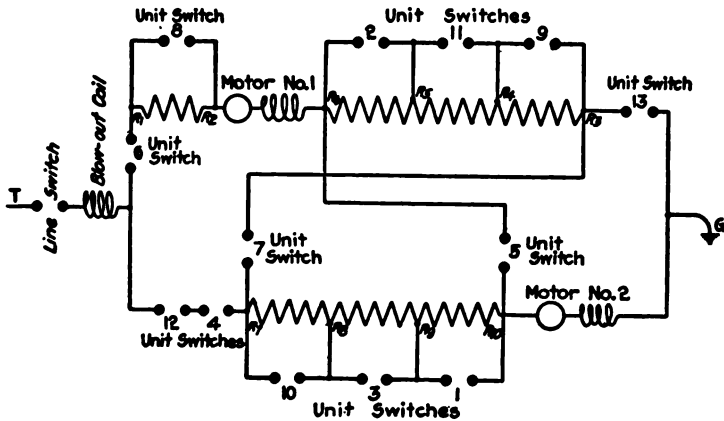 Unit Switch
8
Unit Switches
2
11
9
Motor No.1
Unit Switch
13
R1
R2
R6
R5
R4
R3
Blow-out Coil
6 Unit
Switch
T
Line Switch
G
7 Unit
Switch
5 Unit
Switch
Motor No.2
12
4
Unit Switches
R7
R8
R9
R10
10
3
1
Unit Switches